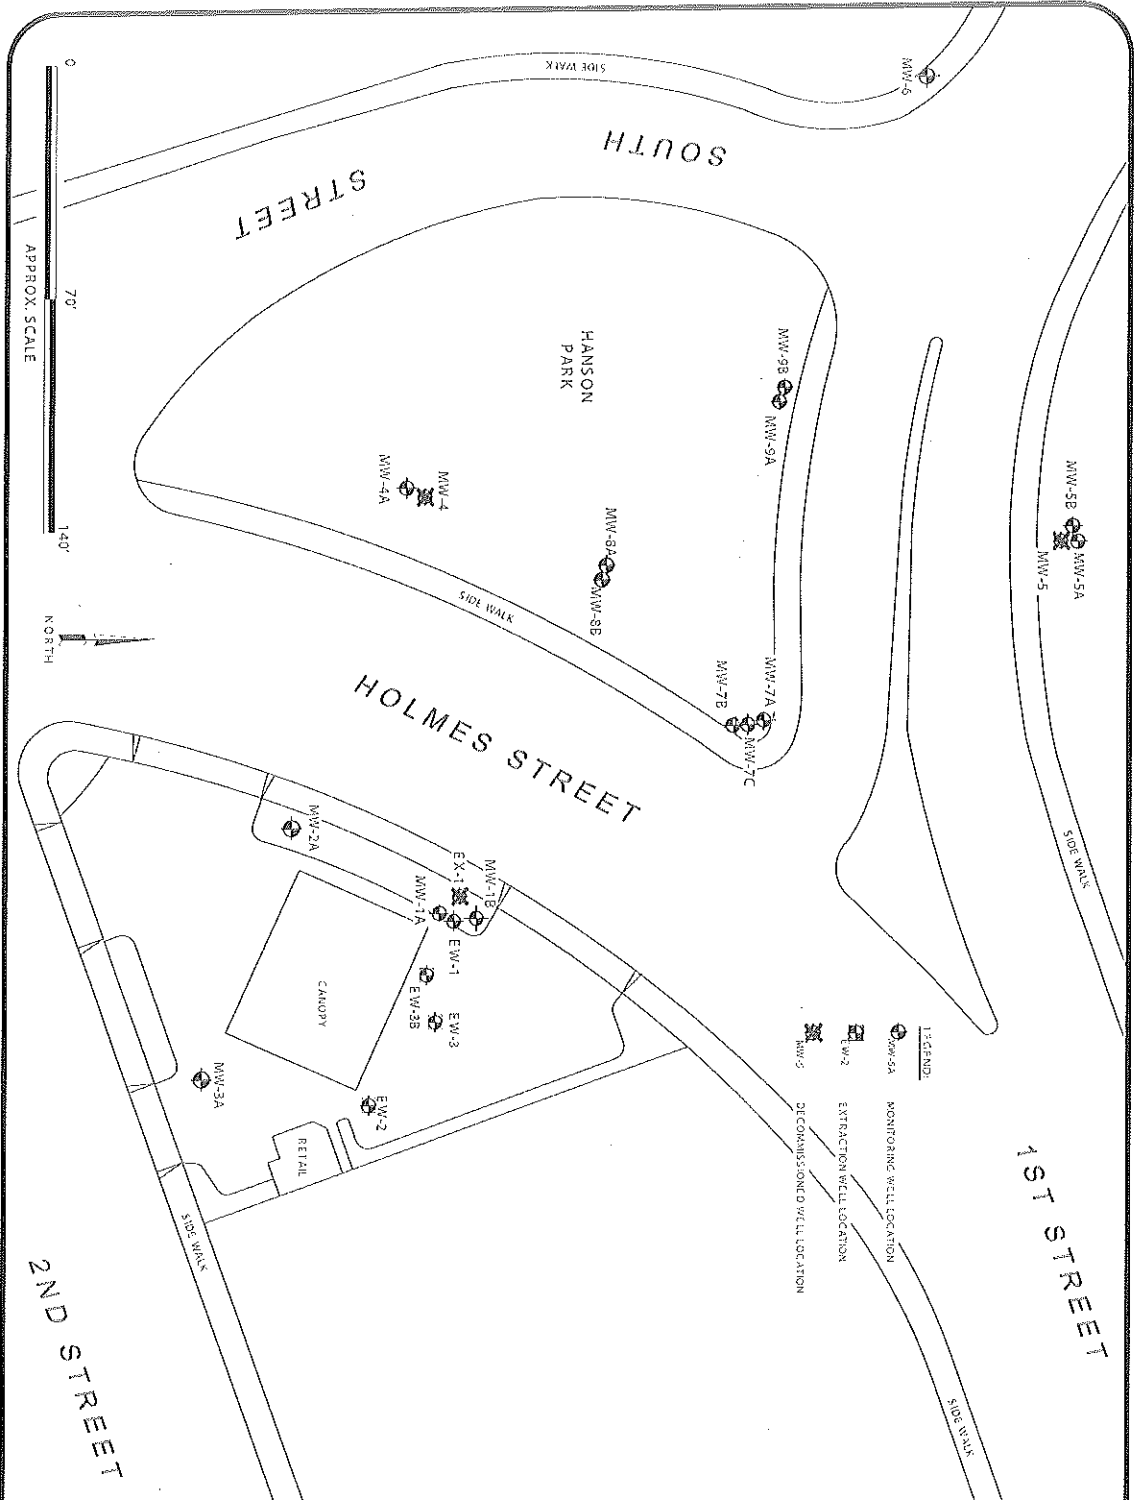 MW-6
SIDE WALK
SOUTH
STREET
0
70'
140'
APPROX. SCALE
NORTH
HANSON
PARK
MW-9B
MW-9A
MW-5B
MW-5A
MW-5
MW-4
MW-4A
MW-8A
MW-8B
SIDE WALK
MW-7A
MW-7B
MW-7C
HOLMES STREET
SIDE WALK
MW-2A
MW-1B
EX-1
MW-1A
EW-1
EW-3B
EW-3
CANOPY
MW-3A
EW-2
RETAIL
SIDE WALK
LEGEND:
MW-5A MONITORING WELL LOCATION
EW-2 EXTRACTION WELL LOCATION
MW-5 DECOMMISSIONED WELL LOCATION
1ST STREET
SIDE WALK
2ND STREET